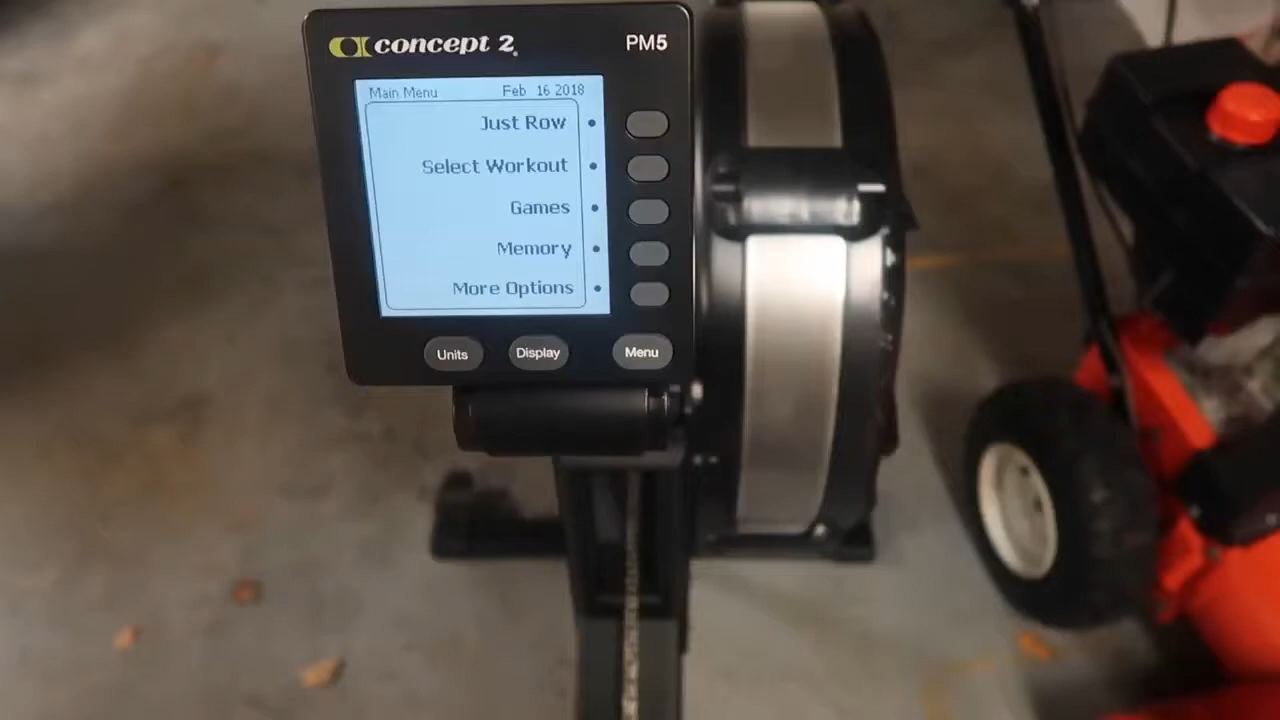 concept 2. PM5
Main Menu Feb 16 2018
Just Row
Select Workout
Games
Memory
More Options
Units Display Menu